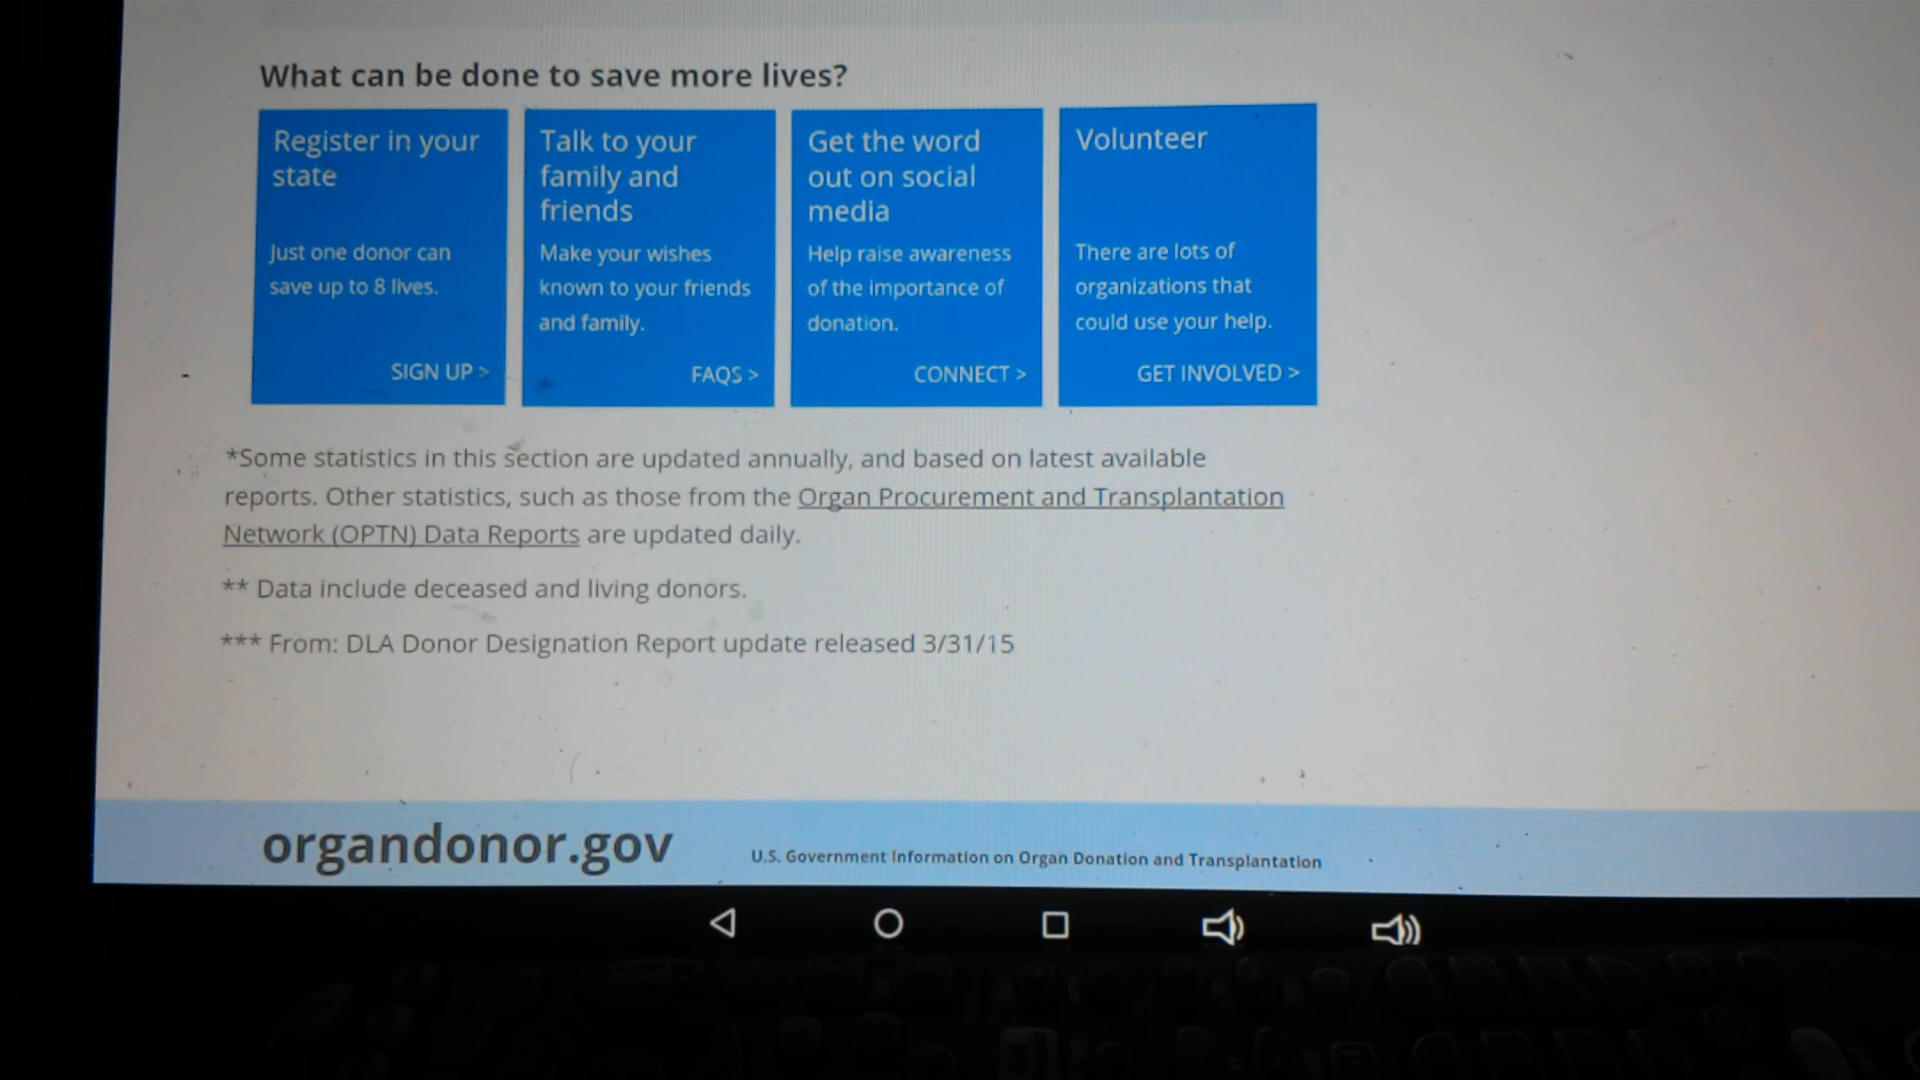 What can be done to save more lives?
Register in your
state
Just one donor can
save up to 8 lives.
SIGN UP >
Talk to your
family and
friends
Make your wishes
known to your friends
and family.
FAQS >
Get the word
out on social
media
Help raise awareness
of the importance of
donation.
CONNECT >
Volunteer
There are lots of
organizations that
could use your help.
GET INVOLVED >
*Some statistics in this section are updated annually, and based on latest available
reports. Other statistics, such as those from the Organ Procurement and Transplantation
Network (OPTN) Data Reports are updated daily.
** Data include deceased and living donors.
*** From: DLA Donor Designation Report update released 3/31/15
organdonor.gov
U.S. Government Information on Organ Donation and Transplantation